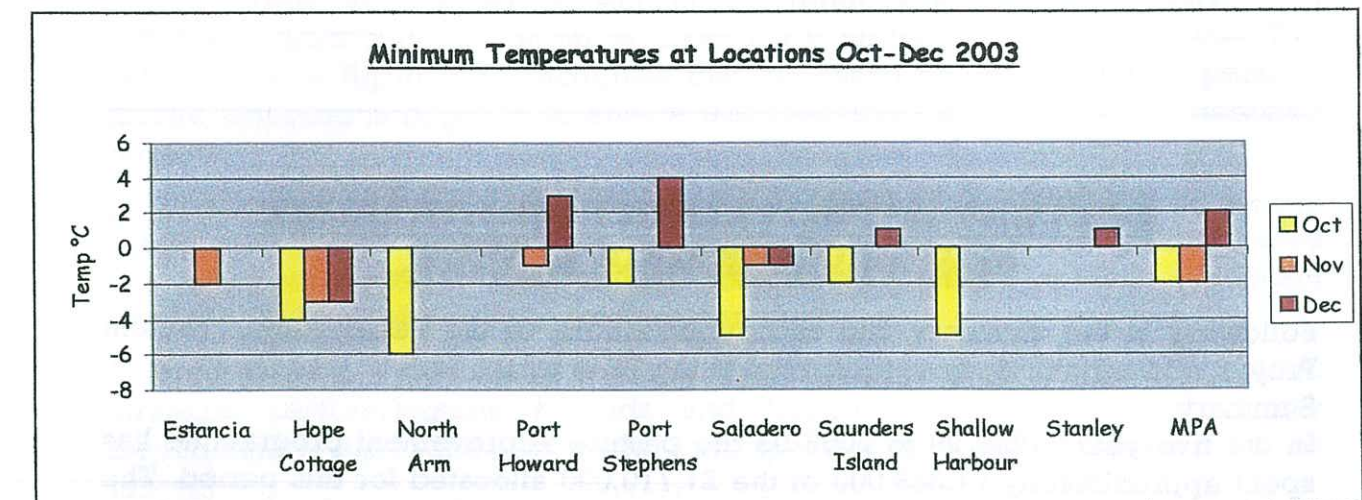 Minimum Temperatures at Locations Oct-Dec 2003
6
4
2
0
-2
-4
-6
-8
Temp °C
Estancia Hope Cottage North Arm Port Howard Port Stephens Saladero Saunders Island Shallow Harbour Stanley MPA
Oct
Nov
Dec